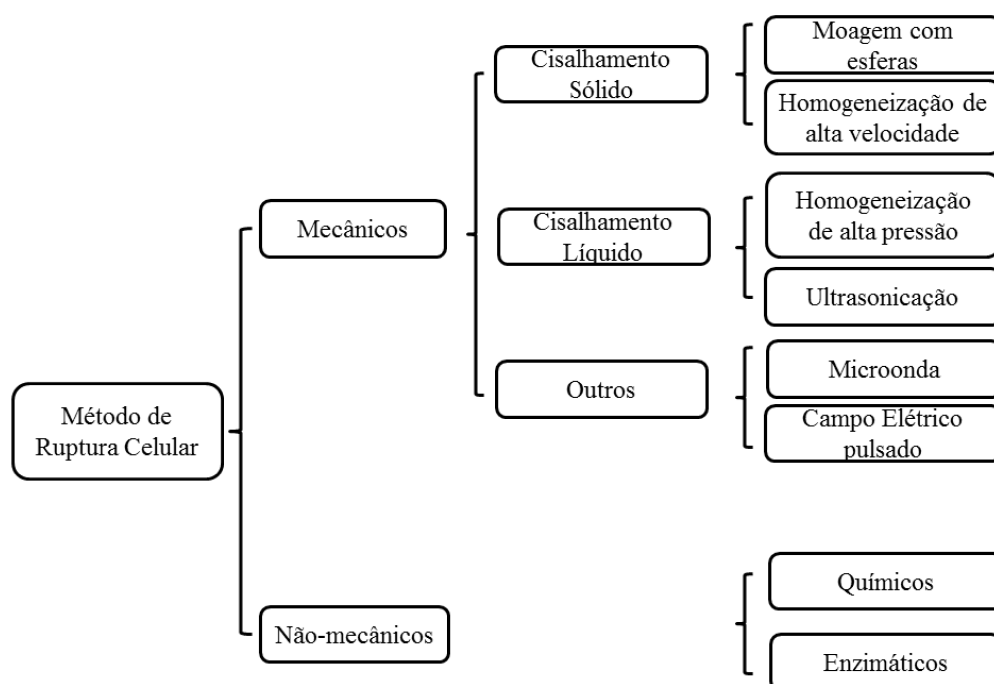 Método de
Ruptura Celular
Mecânicos
Cisalhamento
Sólido
Moagem com
esferas
Homogeneização de
alta velocidade
Cisalhamento
Líquido
Homogeneização
de alta pressão
Ultrasonicação
Outros
Microonda
Campo Elétrico
pulsado
Não-mecânicos
Químicos
Enzimáticos